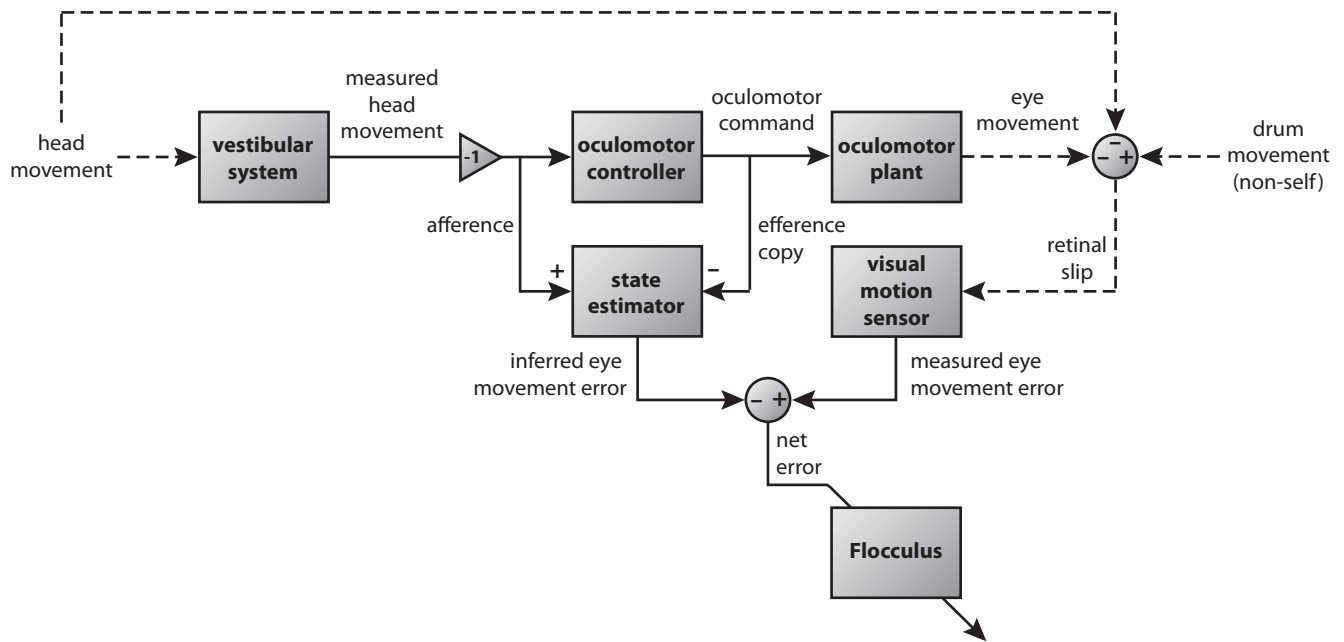 head
movement
vestibular
system
measured
head
movement
-1
oculomotor
controller
oculomotor
command
oculomotor
plant
eye
movement
-
- +
drum
movement
(non-self)
afference
+
state
estimator
-
efference
copy
visual
motion
sensor
retinal
slip
inferred eye
movement error
- +
measured eye
movement error
net
error
Flocculus